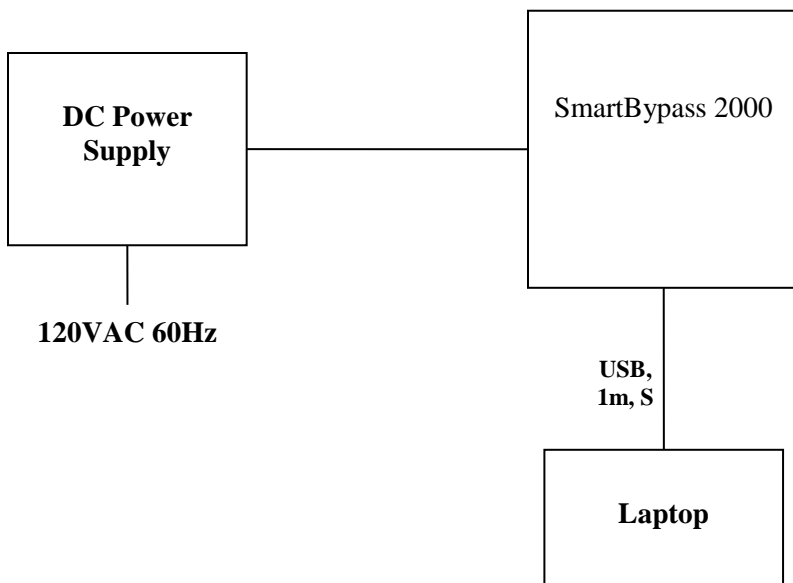 DC Power
Supply
SmartBypass 2000
120VAC 60Hz
USB,
1m, S
Laptop